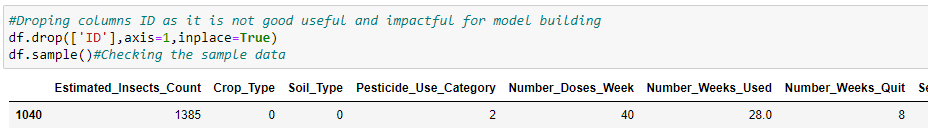 #Droping columns ID as it is not good useful and impactful for model building
df.drop(['ID'],axis=1,inplace=True)
df.sample()#Checking the sample data
Estimated_Insects_Count Crop_Type Soil_Type Pesticide_Use_Category Number_Doses_Week Number_Weeks_Used Number_Weeks_Quit Se
1040 1385 0 0 2 40 28.0 8